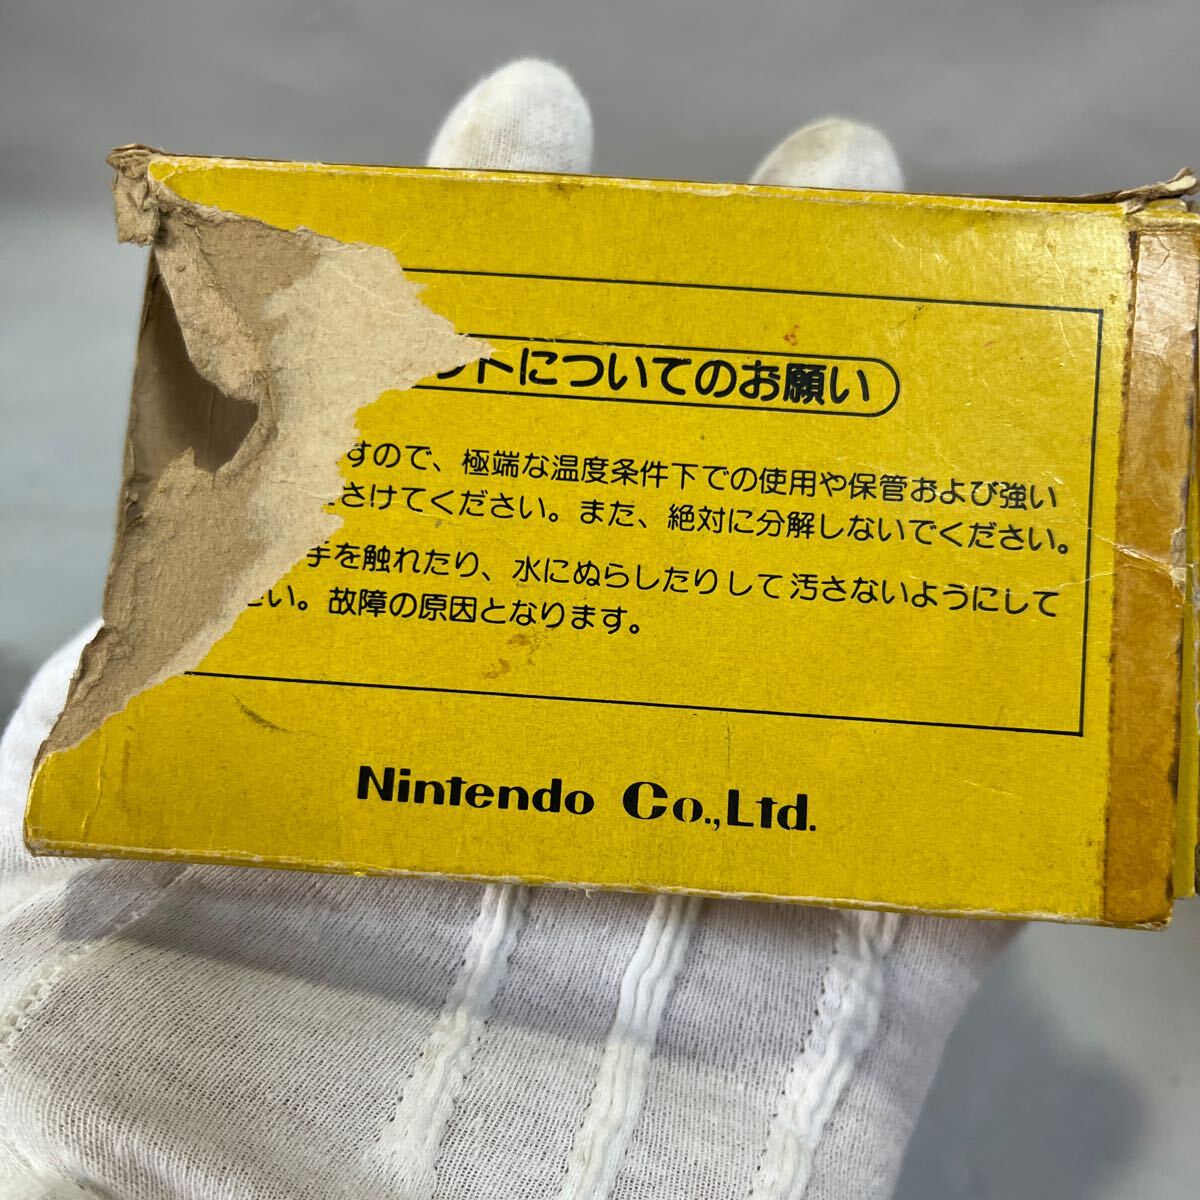 ットについてのお願い
すので、極端な温度条件下での使用や保管および強い
さけてください。また、絶対に分解しないでください。
手を触れたり、水にぬらしたりして汚さないようにして
さい。故障の原因となります。
Nintendo Co.,Ltd.